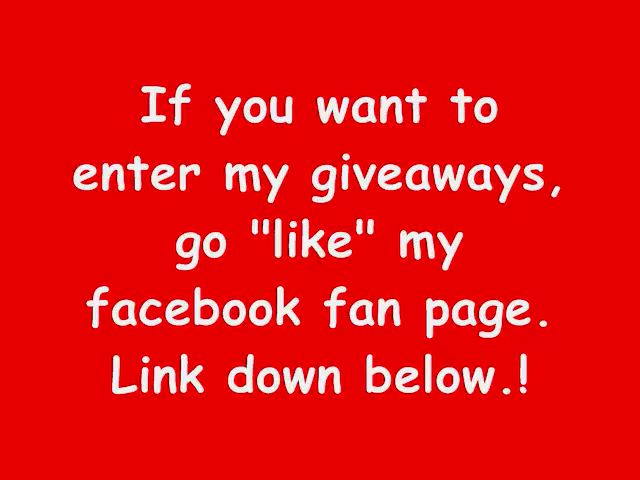 If you want to
enter my giveaways,
go "like" my
facebook fan page.
Link down below.!